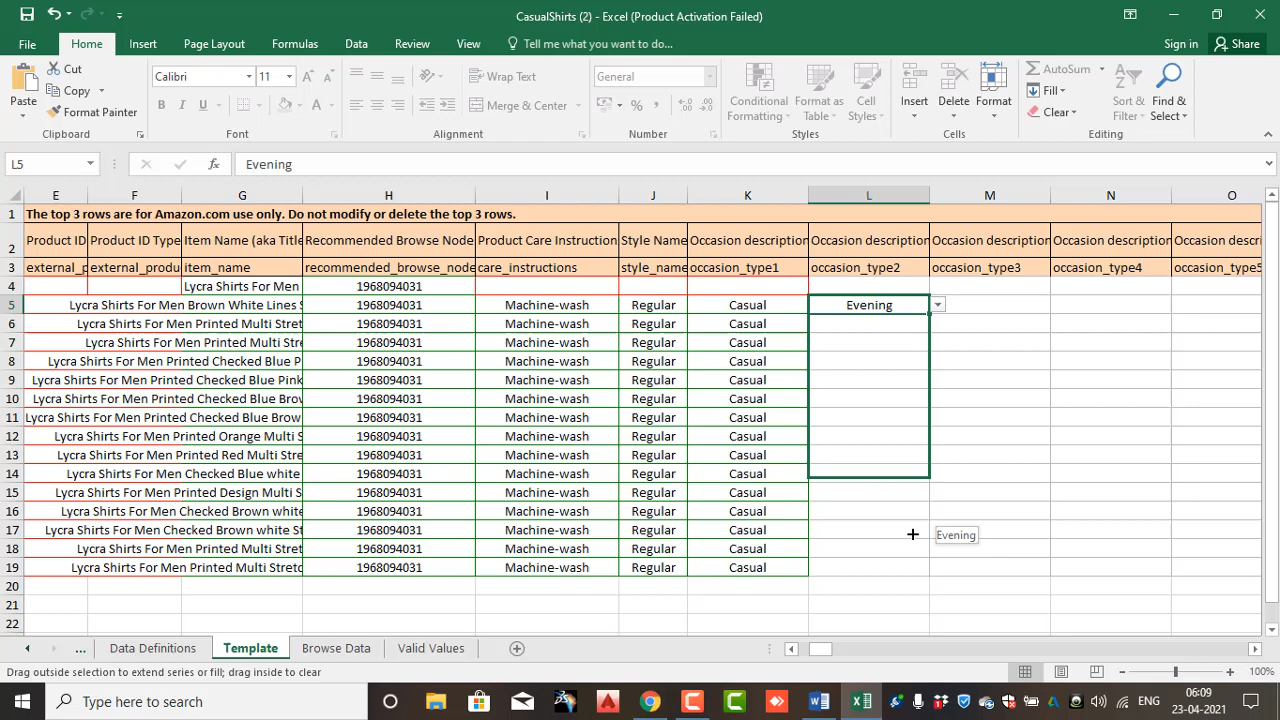 CasualShirts (2) - Excel (Product Activation Failed)
File Home Insert Page Layout Formulas Data Review View Tell me what you want to do... Sign in Share
Paste Cut Copy Format Painter Clipboard
Calibri 11 B I U A Font
Wrap Text Merge & Center Alignment
General % Number
Conditional Formatting Format as Table Cell Styles Styles
Insert Delete Format Cells
AutoSum Fill Clear Sort & Filter Find & Select Editing
L5 fx Evening
E F G H I J K L M N O
1 The top 3 rows are for Amazon.com use only. Do not modify or delete the top 3 rows.
2 Product ID Product ID Type Item Name (aka Title Recommended Browse Node Product Care Instruction Style Name Occasion description Occasion description Occasion description Occasion description Occasion descri
3 external_p external_produ item_name recommended_browse_node care_instructions style_name occasion_type1 occasion_type2 occasion_type3 occasion_type4 occasion_type5
4 Lycra Shirts For Men 1968094031
5 Lycra Shirts For Men Brown White Lines S 1968094031 Machine-wash Regular Casual Evening
6 Lycra Shirts For Men Printed Multi Stret 1968094031 Machine-wash Regular Casual
7 Lycra Shirts For Men Printed Multi Stre 1968094031 Machine-wash Regular Casual
8 Lycra Shirts For Men Printed Checked Blue P 1968094031 Machine-wash Regular Casual
9 Lycra Shirts For Men Printed Checked Blue Pink 1968094031 Machine-wash Regular Casual
10 Lycra Shirts For Men Printed Checked Blue Brow 1968094031 Machine-wash Regular Casual
11 Lycra Shirts For Men Printed Checked Blue Brow 1968094031 Machine-wash Regular Casual
12 Lycra Shirts For Men Printed Orange Multi S 1968094031 Machine-wash Regular Casual
13 Lycra Shirts For Men Printed Red Multi Stre 1968094031 Machine-wash Regular Casual
14 Lycra Shirts For Men Checked Blue white 1968094031 Machine-wash Regular Casual
15 Lycra Shirts For Men Printed Design Multi S 1968094031 Machine-wash Regular Casual
16 Lycra Shirts For Men Checked Brown white 1968094031 Machine-wash Regular Casual
17 Lycra Shirts For Men Checked Brown white St 1968094031 Machine-wash Regular Casual Evening
18 Lycra Shirts For Men Printed Multi Stret 1968094031 Machine-wash Regular Casual
19 Lycra Shirts For Men Printed Multi Stretc 1968094031 Machine-wash Regular Casual
20
21
22
... Data Definitions Template Browse Data Valid Values
Drag outside selection to extend series or fill; drag inside to clear 100%
Type here to search ENG 06:09
23-04-2021